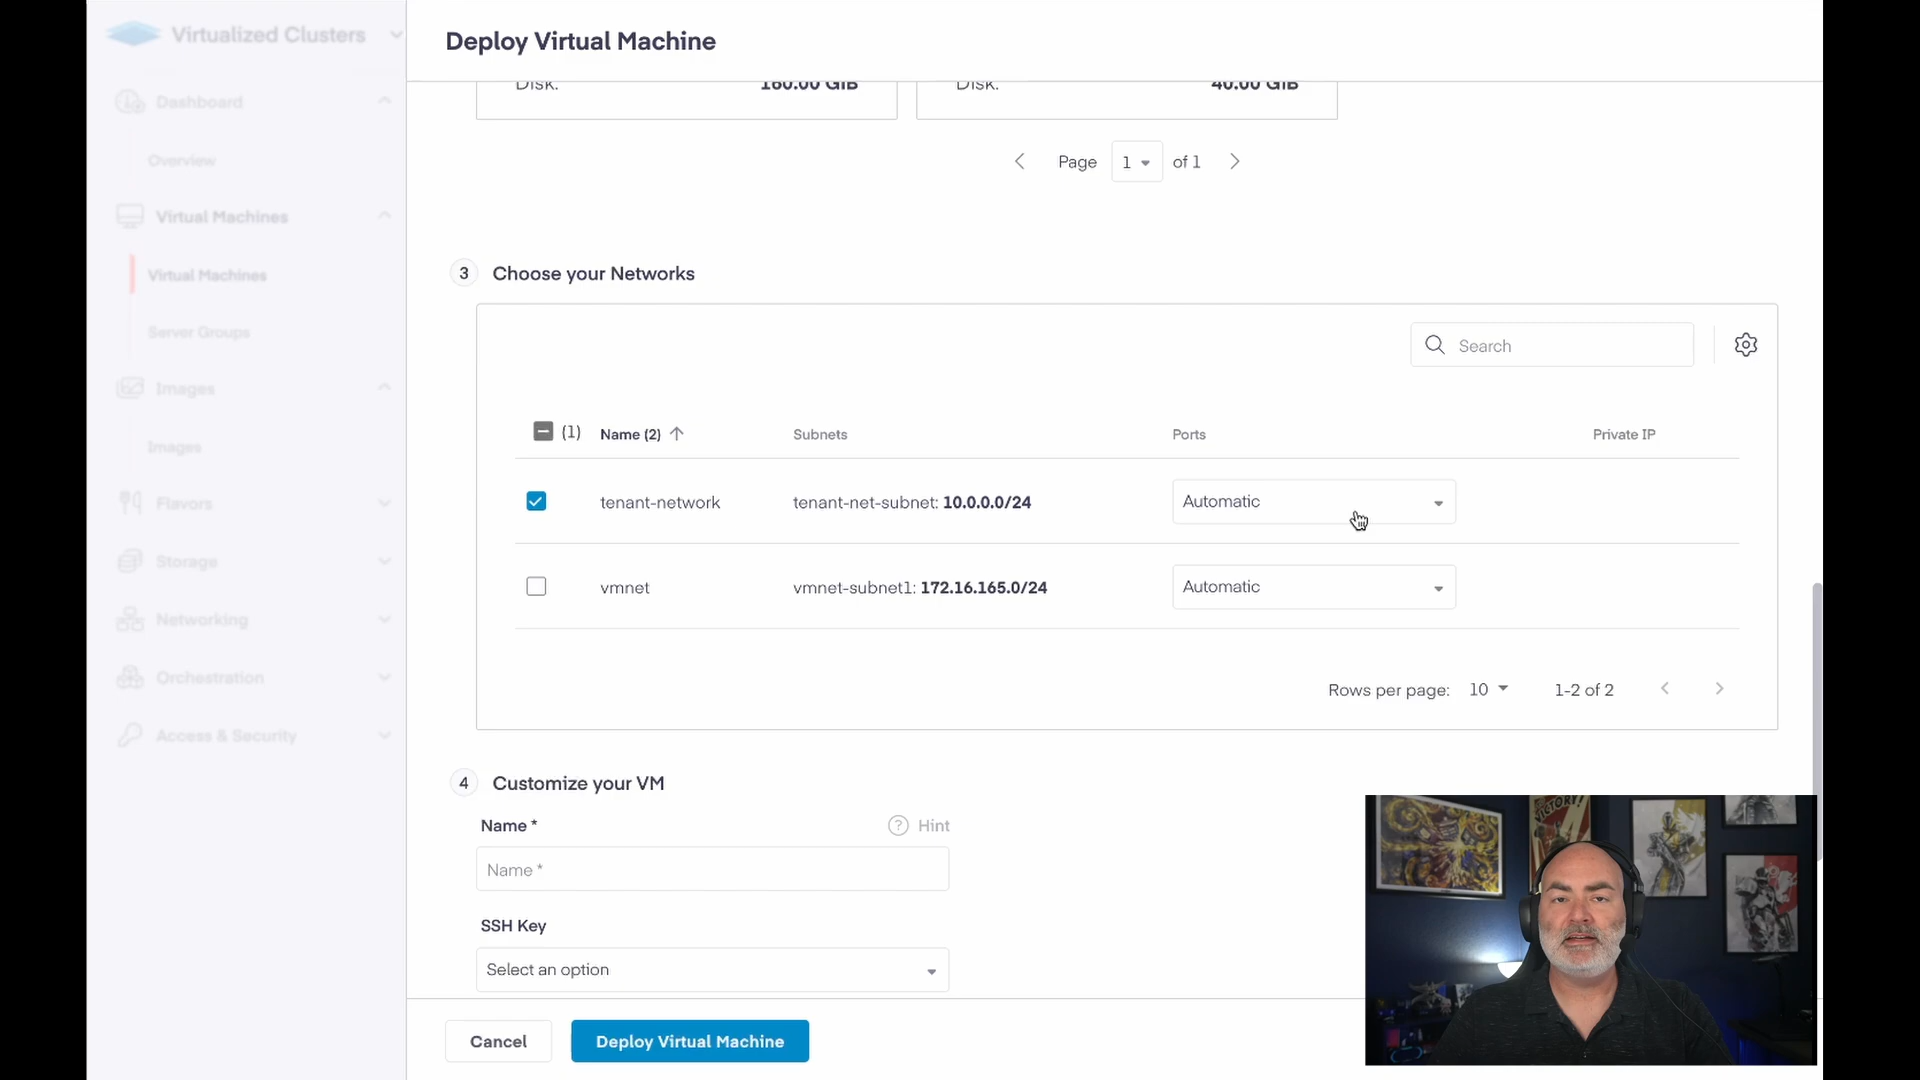 Virtualized Clusters
Deploy Virtual Machine
Dashboard
Overview
Virtual Machines
Virtual Machines
Server Groups
Images
Images
Flavors
Storage
Networking
Orchestration
Access & Security
Disk: 160.00 GiB
Disk: 40.00 GiB
Page 1 of 1
3 Choose your Networks
Search
(1) Name (2) Subnets Ports Private IP
tenant-network tenant-net-subnet: 10.0.0.0/24 Automatic
vmnet vmnet-subnet1: 172.16.165.0/24 Automatic
Rows per page: 10 1-2 of 2
4 Customize your VM
Name * ? Hint
Name *
SSH Key
Select an option
Cancel Deploy Virtual Machine
VICTORY!